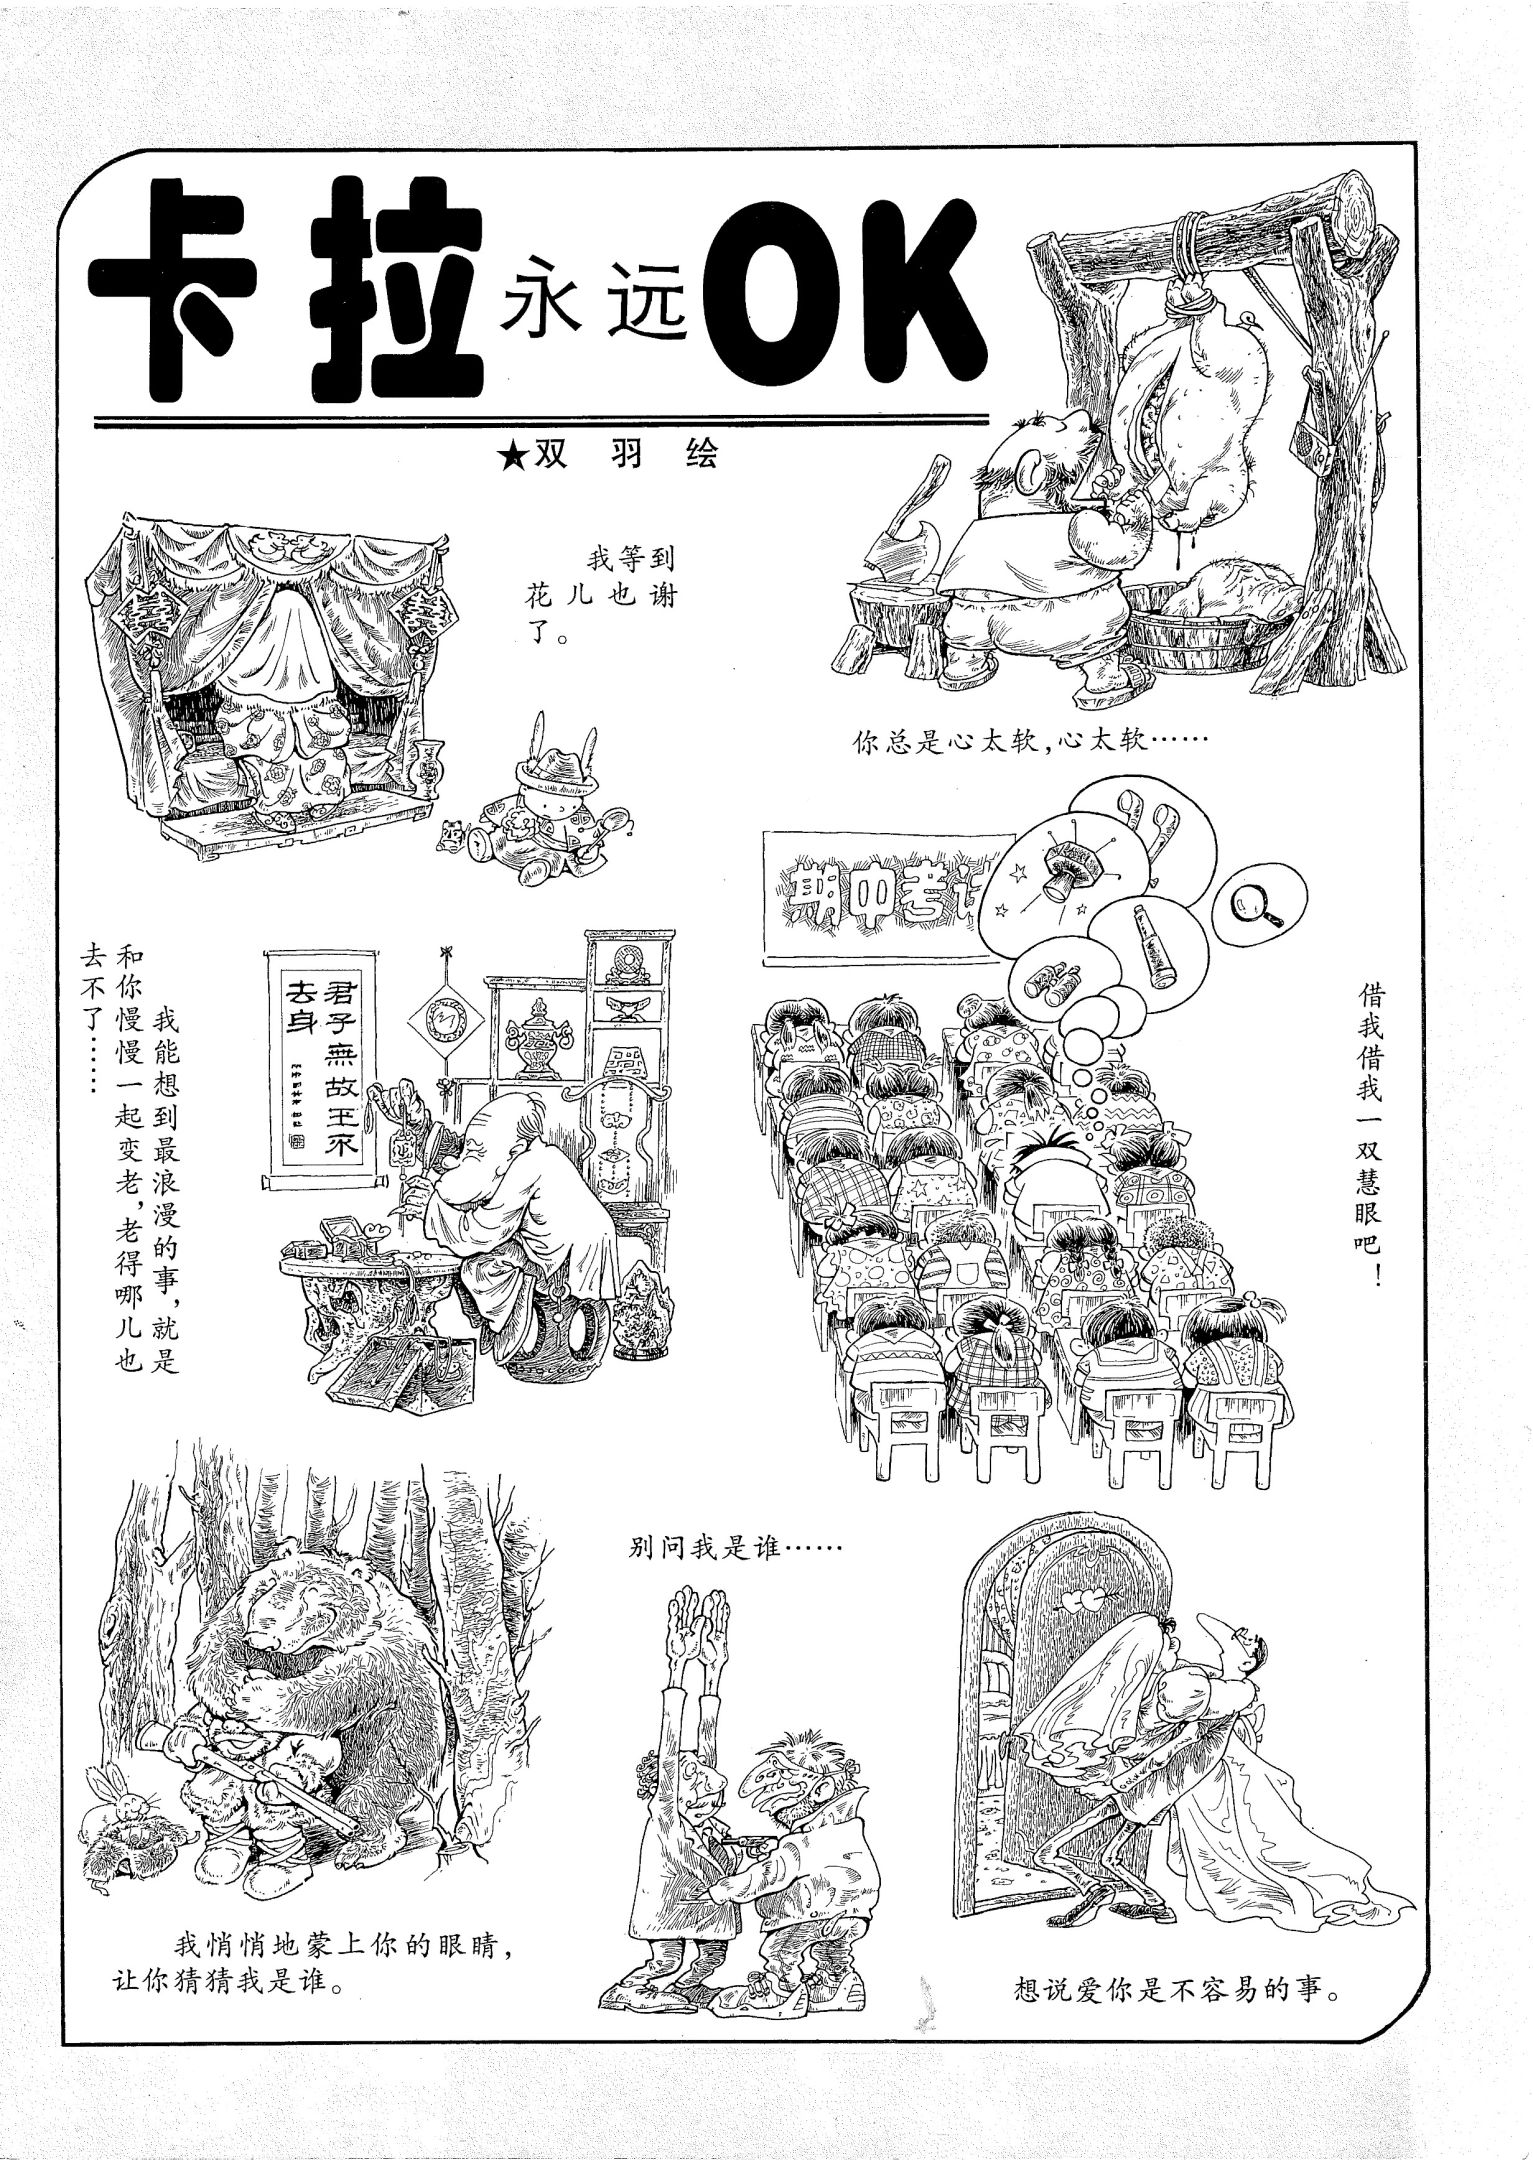 卡拉永远OK
★双 羽 绘
我等到
花儿也谢
了。
囍
囍
你总是心太软,心太软……
我能想到最浪漫的事,就是
和你慢慢一起变老,老得哪儿也
去不了……
君子無故玉不
去身
期中考
借我借我一双慧眼吧!
我悄悄地蒙上你的眼睛,
让你猜猜我是谁。
别问我是谁……
想说爱你是不容易的事。